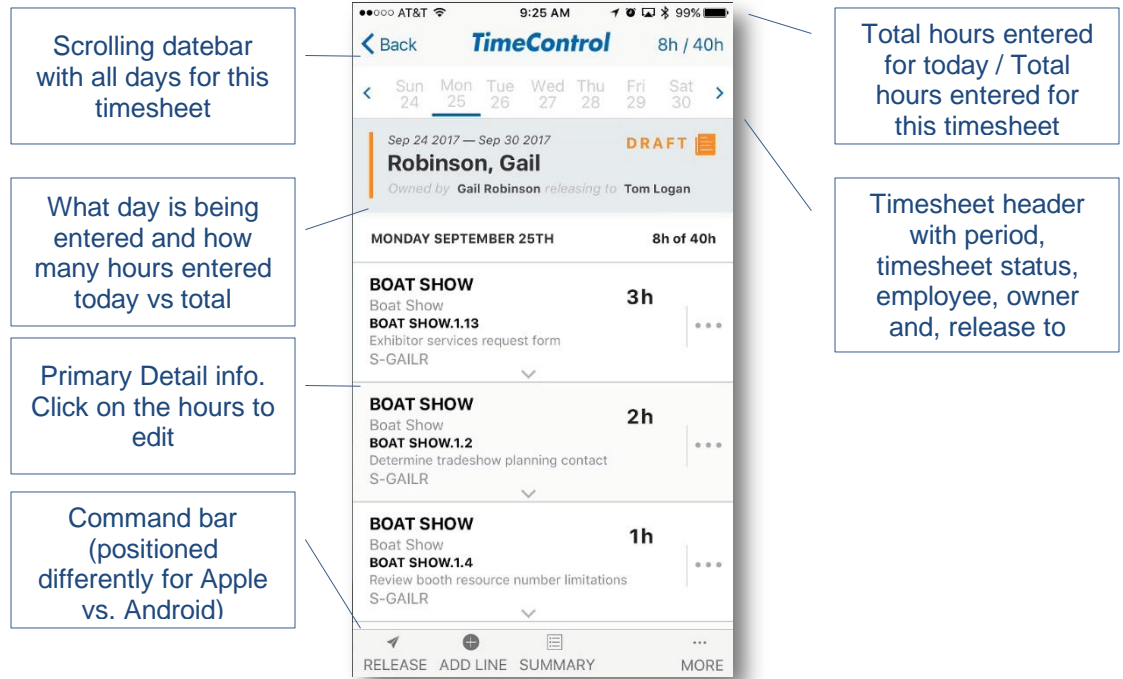 Scrolling datebar
with all days for this
timesheet
What day is being
entered and how
many hours entered
today vs total
Primary Detail info.
Click on the hours to
edit
Command bar
(positioned
differently for Apple
vs. Android)
AT&T 9:25 AM 99%
Back TimeControl 8h / 40h
Sun Mon Tue Wed Thu Fri Sat
24 25 26 27 28 29 30
Sep 24 2017 — Sep 30 2017 DRAFT
Robinson, Gail
Owned by Gail Robinson releasing to Tom Logan
MONDAY SEPTEMBER 25TH 8h of 40h
BOAT SHOW 3h
Boat Show
BOAT SHOW.1.13
Exhibitor services request form
S-GAILR
BOAT SHOW 2h
Boat Show
BOAT SHOW.1.2
Determine tradeshow planning contact
S-GAILR
BOAT SHOW 1h
Boat Show
BOAT SHOW.1.4
Review booth resource number limitations
S-GAILR
RELEASE ADD LINE SUMMARY MORE
Total hours entered
for today / Total
hours entered for
this timesheet
Timesheet header
with period,
timesheet status,
employee, owner
and, release to